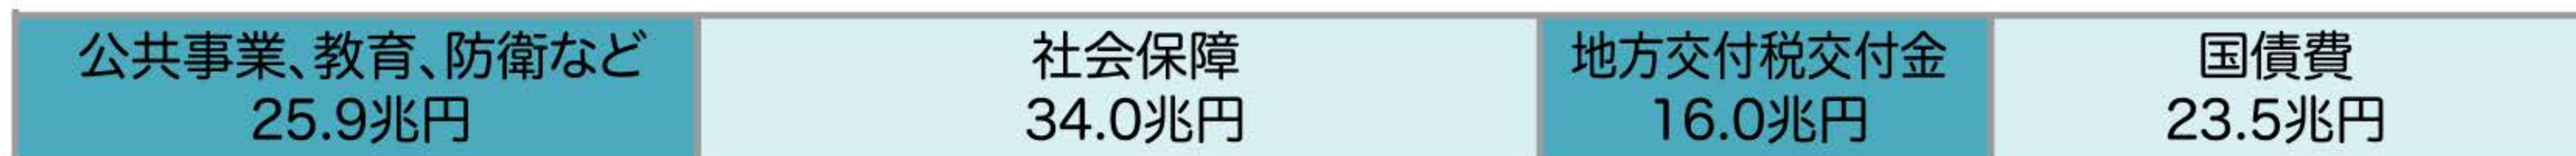 公共事業、教育、防衛など
25.9兆円
社会保障
34.0兆円
地方交付税交付金
16.0兆円
国債費
23.5兆円